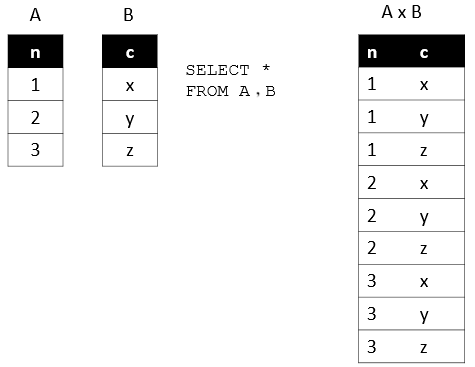 A
n
1
2
3
B
c
x
y
z
SELECT *
FROM A,B
A x B
n c
1 x
1 y
1 z
2 x
2 y
2 z
3 x
3 y
3 z